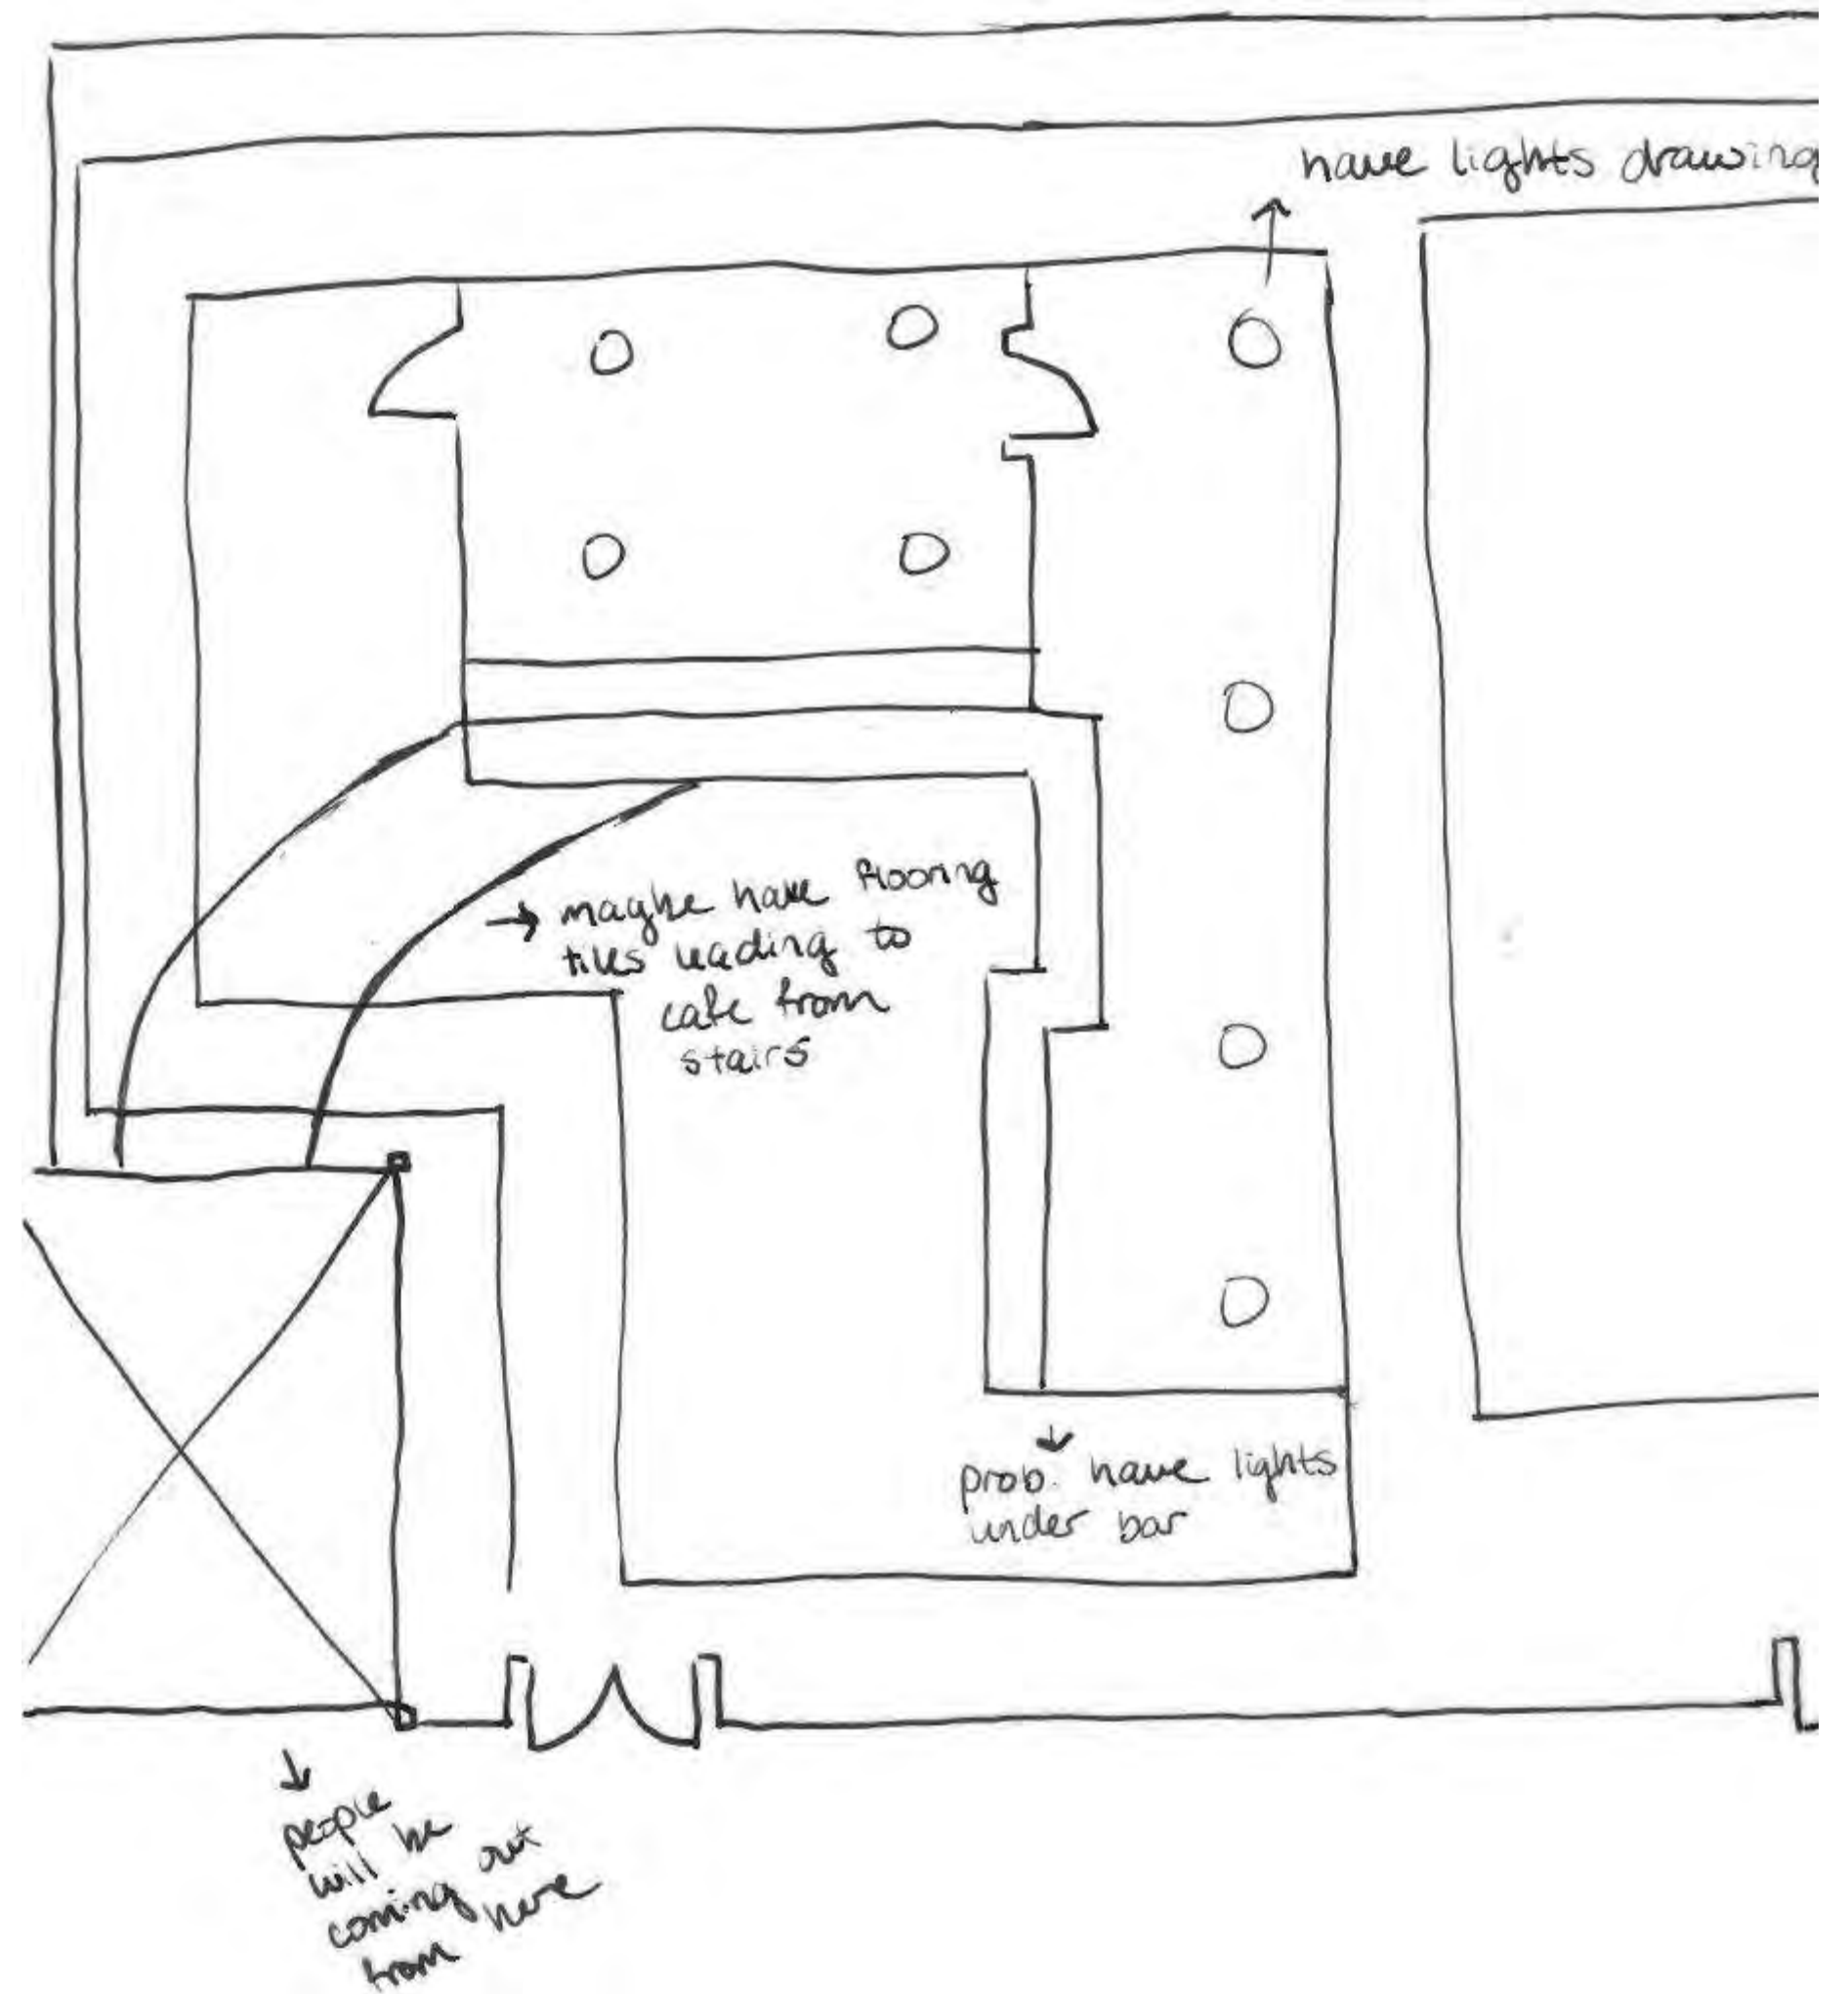 have lights drawing
→ maybe have flooring
tiles leading to
cafe from
stairs
prob. have lights
under bar
people
will be
coming out
from here